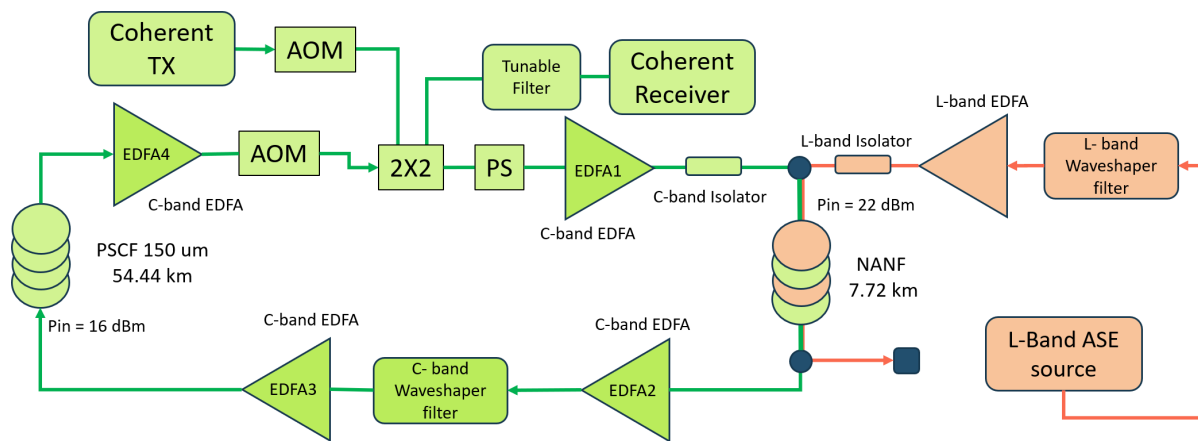 Coherent
TX
AOM
Tunable
Filter
Coherent
Receiver
L-band EDFA
EDFA4
C-band EDFA
AOM
2X2
PS
EDFA1
C-band EDFA
C-band Isolator
L-band Isolator
L- band
Waveshaper
filter
Pin = 22 dBm
PSCF 150 um
54.44 km
NANF
7.72 km
Pin = 16 dBm
C-band EDFA
EDFA3
C- band
Waveshaper
filter
C-band EDFA
EDFA2
L-Band ASE
source